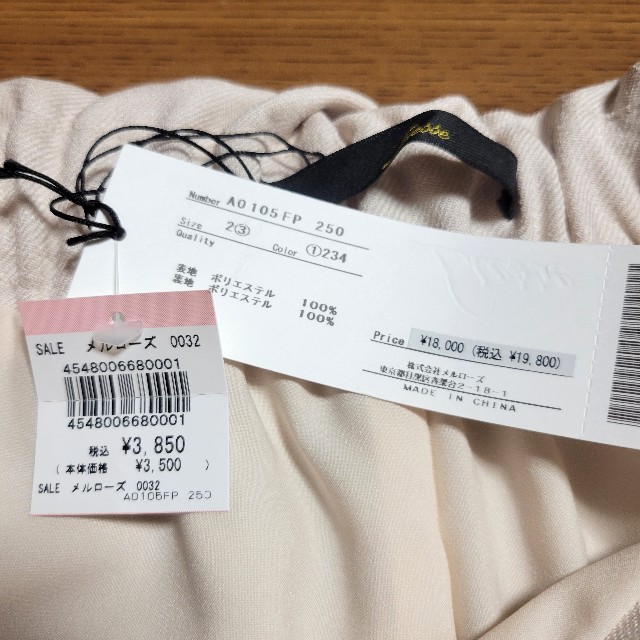 Number A0105FP 250
Size 2③ Color ①234
Quality
表地 ポリエステル 100%
裏地 ポリエステル 100%
Price ¥18,000(税込 ¥19,800)
株式会社メルローズ
MADE IN CHINA
SALE メルローズ 0032
4548006680001
4548006680001
税込 ¥3,850
(本体価格 ¥3,500 )
SALE メルローズ 0032
A0105FP 250